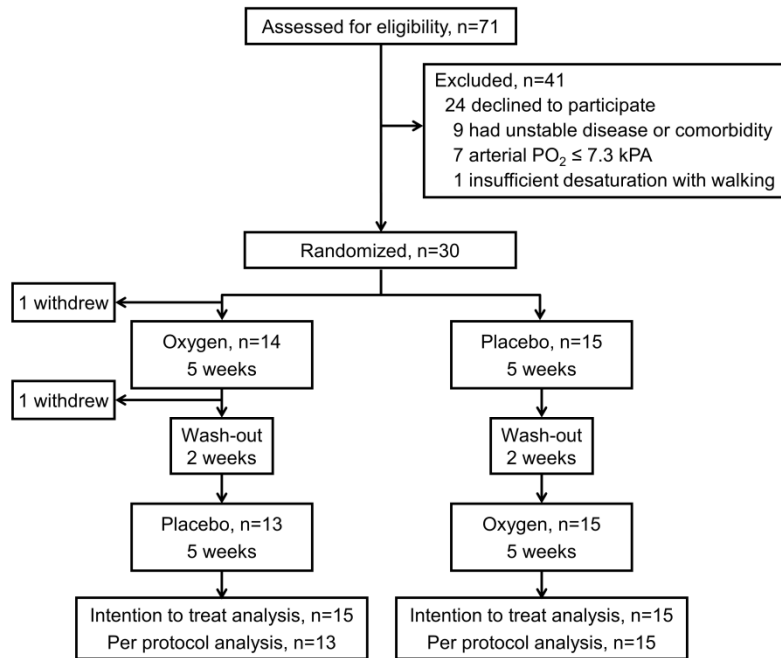 Assessed for eligibility, n=71
Excluded, n=41
24 declined to participate
9 had unstable disease or comorbidity
7 arterial PO₂ ≤ 7.3 kPA
1 insufficient desaturation with walking
Randomized, n=30
1 withdrew
Oxygen, n=14
5 weeks
Placebo, n=15
5 weeks
1 withdrew
Wash-out
2 weeks
Wash-out
2 weeks
Placebo, n=13
5 weeks
Oxygen, n=15
5 weeks
Intention to treat analysis, n=15
Per protocol analysis, n=13
Intention to treat analysis, n=15
Per protocol analysis, n=15